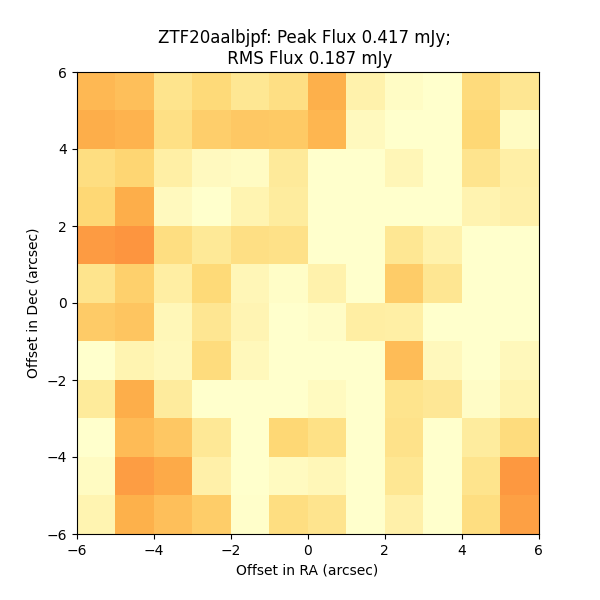 ZTF20aalbjpf: Peak Flux 0.417 mJy;
RMS Flux 0.187 mJy
6
4
2
0
−2
−4
−6
Offset in Dec (arcsec)
−6 −4 −2 0 2 4 6
Offset in RA (arcsec)